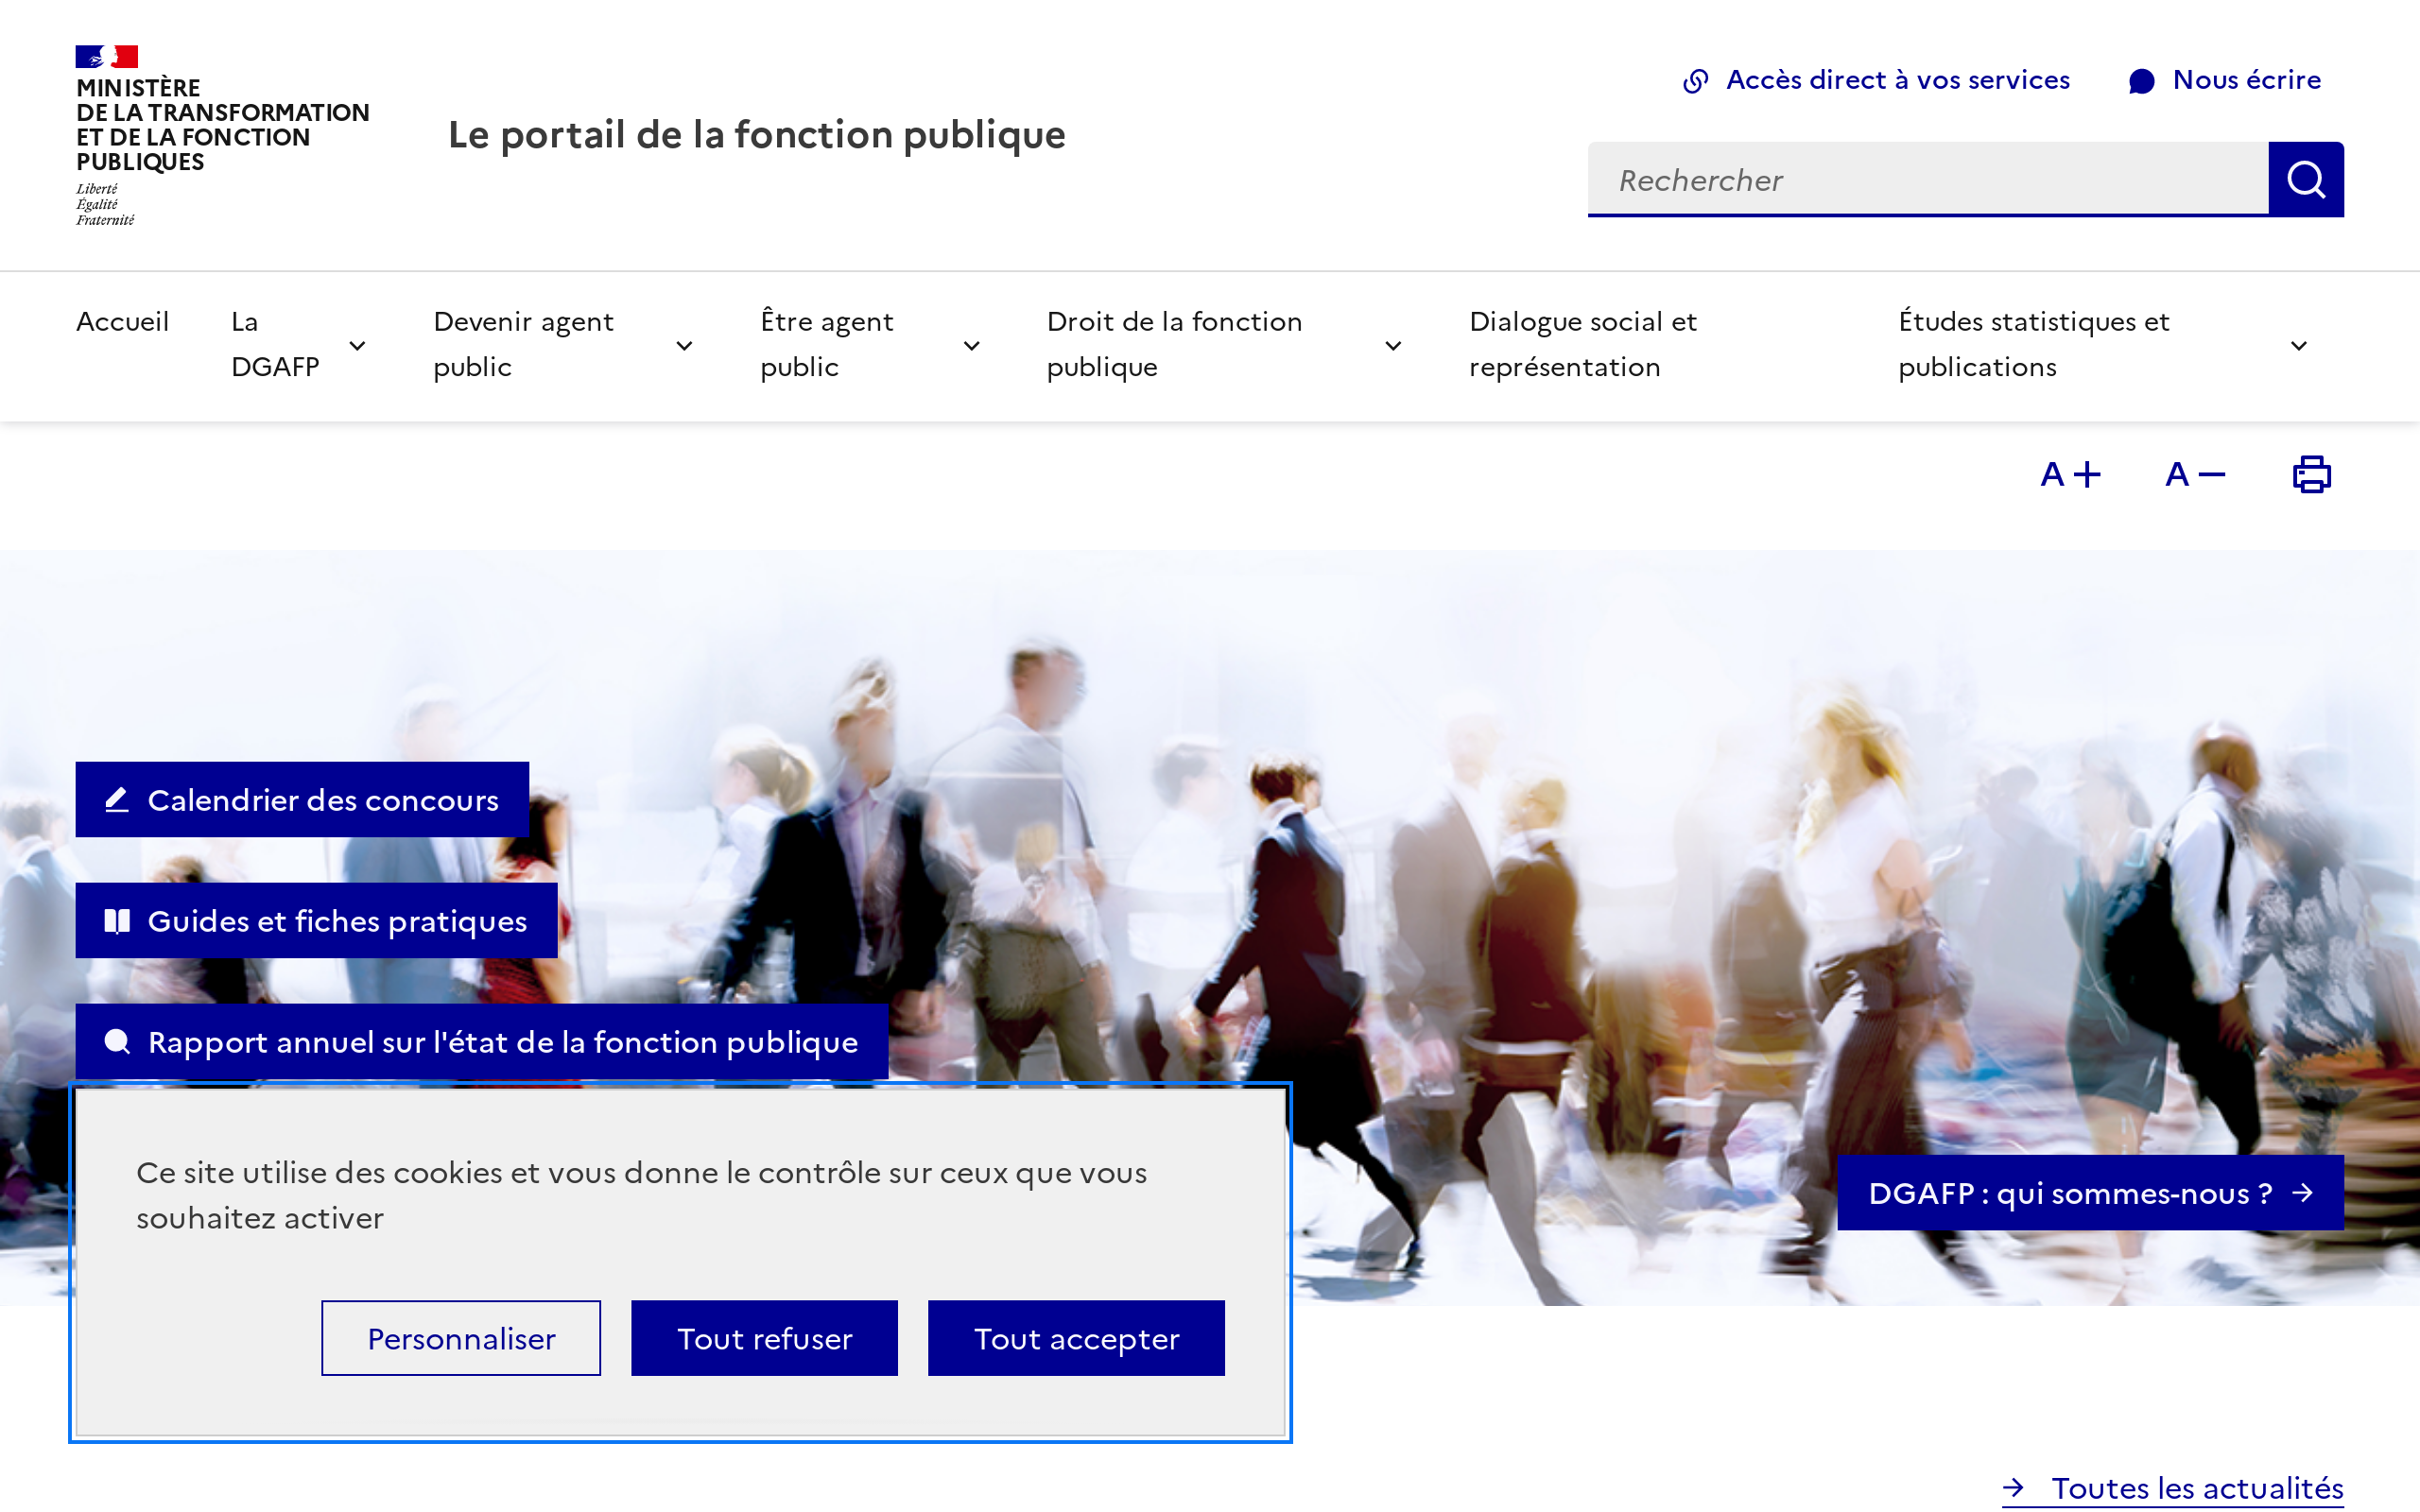 MINISTÈRE
DE LA TRANSFORMATION
ET DE LA FONCTION
PUBLIQUES
Liberté
Égalité
Fraternité
Le portail de la fonction publique
Accès direct à vos services
Nous écrire
Rechercher
Accueil
La
DGAFP
Devenir agent
public
Être agent
public
Droit de la fonction
publique
Dialogue social et
représentation
Études statistiques et
publications
A+
A−
Calendrier des concours
Guides et fiches pratiques
Rapport annuel sur l'état de la fonction publique
Ce site utilise des cookies et vous donne le contrôle sur ceux que vous
souhaitez activer
Personnaliser
Tout refuser
Tout accepter
DGAFP : qui sommes-nous ?
Toutes les actualités